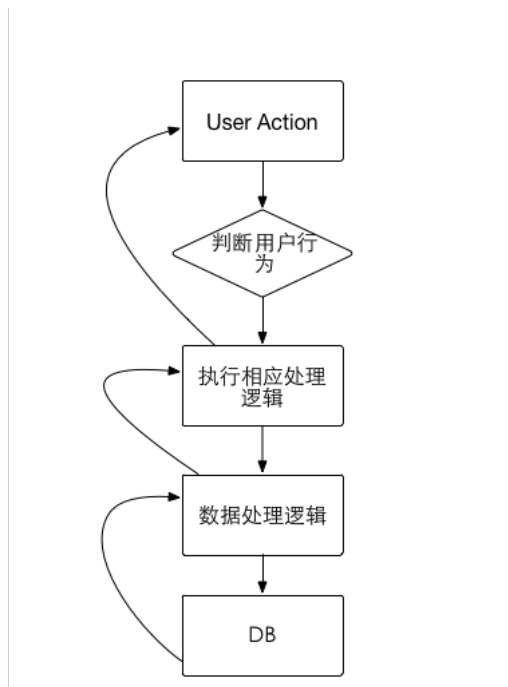 User Action
判断用户行
为
执行相应处理
逻辑
数据处理逻辑
DB